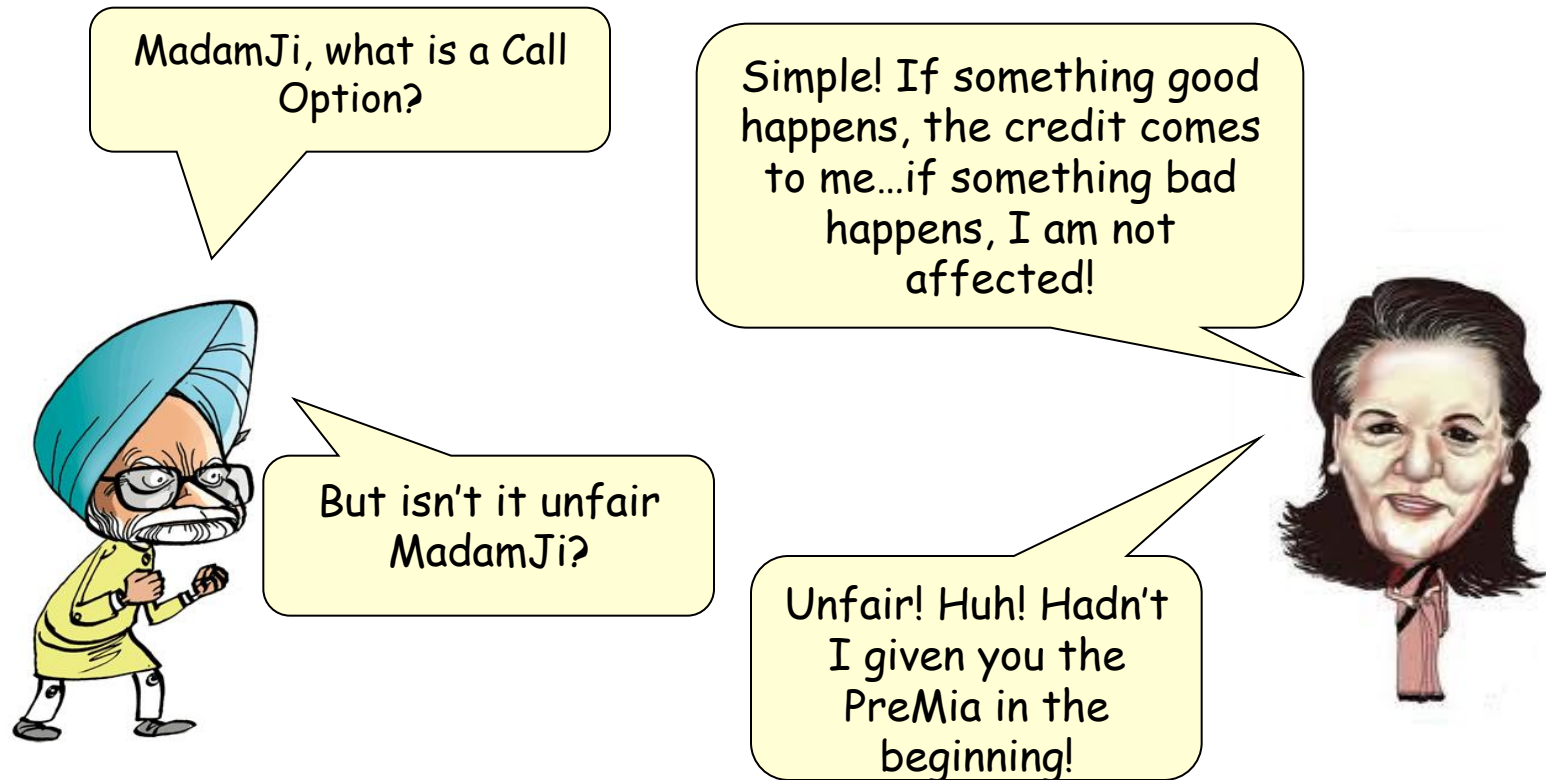 MadamJi, what is a Call
Option?
Simple! If something good
happens, the credit comes
to me...if something bad
happens, I am not
affected!
But isn't it unfair
MadamJi?
Unfair! Huh! Hadn't
I given you the
PreMia in the
beginning!